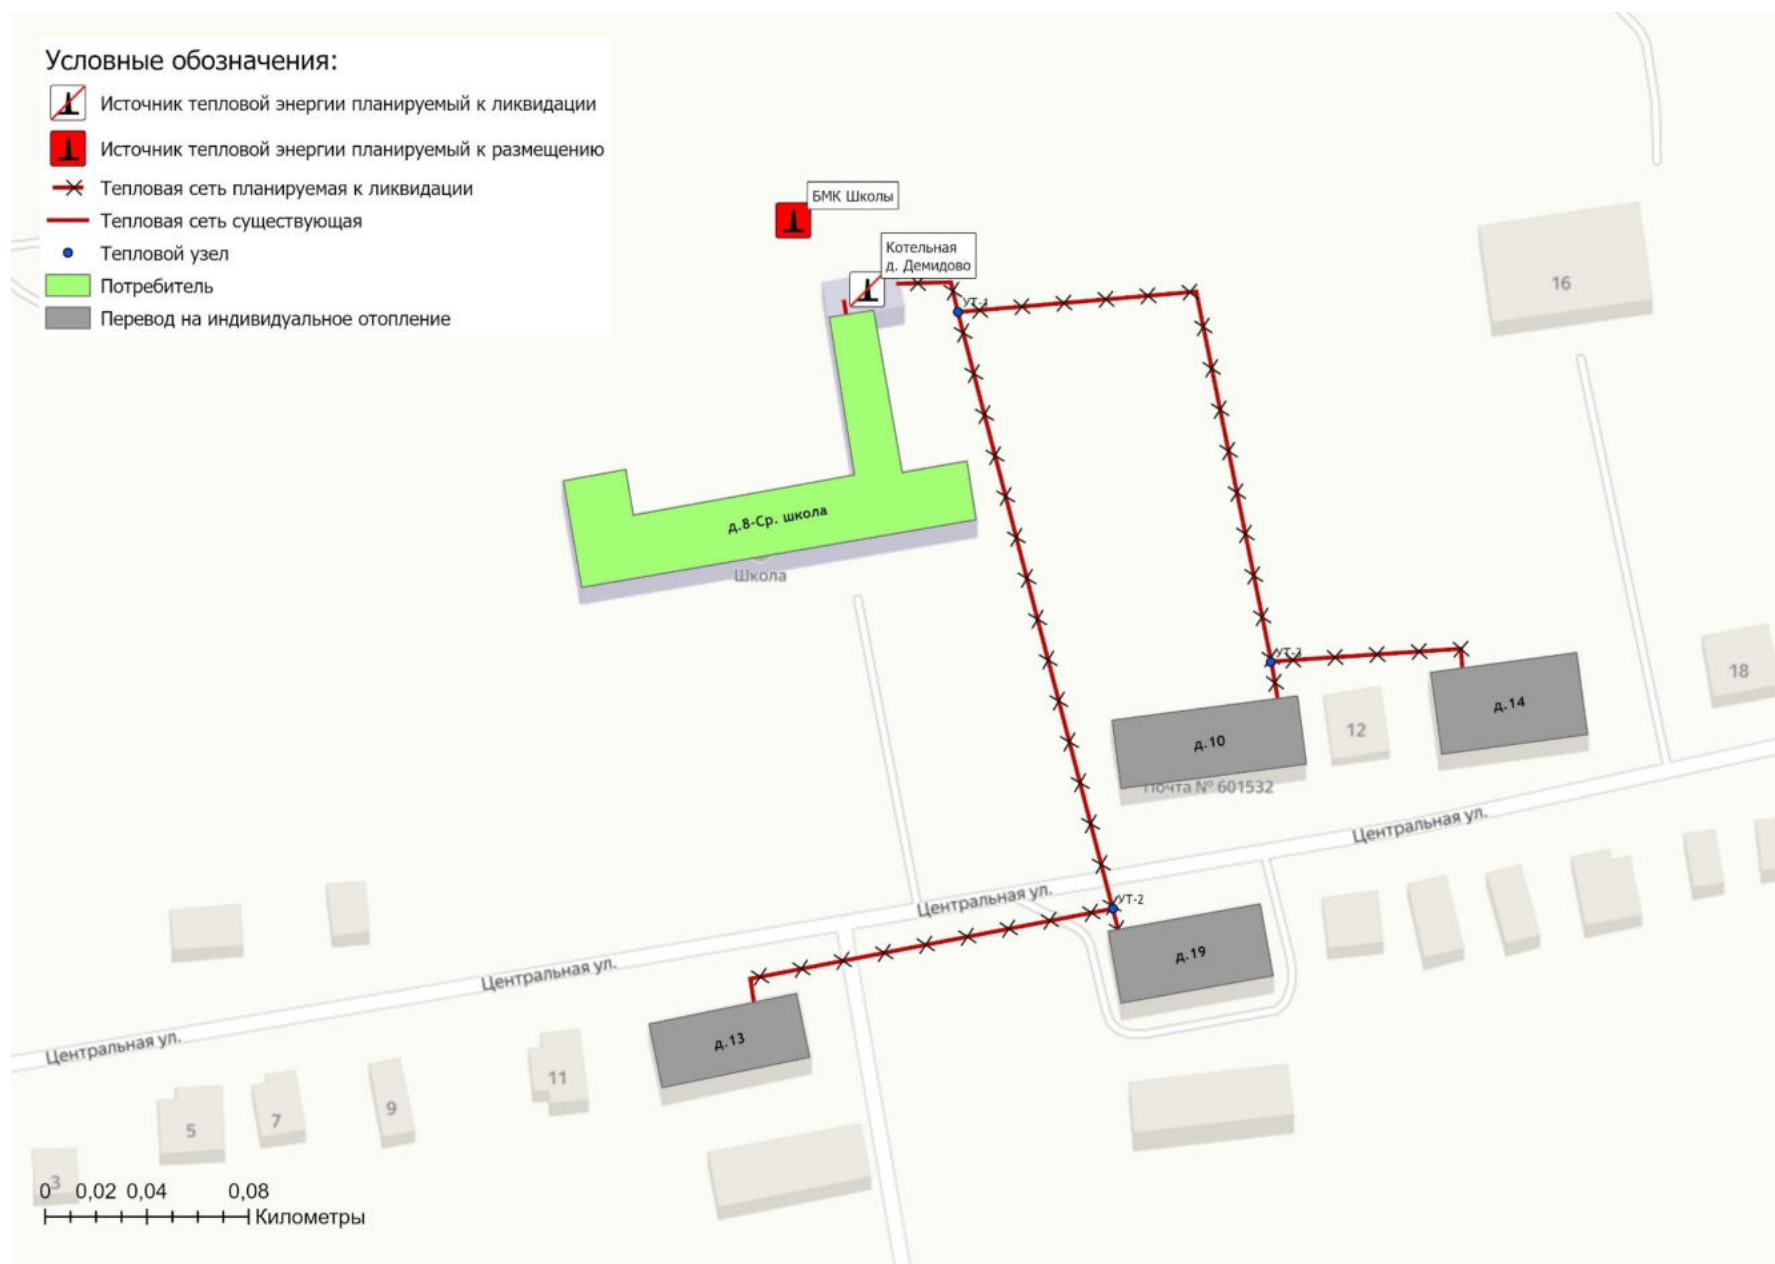 Условные обозначения:
Источник тепловой энергии планируемый к ликвидации
Источник тепловой энергии планируемый к размещению
Тепловая сеть планируемая к ликвидации
Тепловая сеть существующая
Тепловой узел
Потребитель
Перевод на индивидуальное отопление
БМК Школы
Котельная
д. Демидово
УТ-1
16
д.8-Ср. школа
Школа
УТ-3
18
д.14
12
д.10
Почта № 601532
Центральная ул.
Центральная ул.
УТ-2
д.19
Центральная ул.
д.13
Центральная ул.
11
9
7
5
3
0 0,02 0,04 0,08
Километры